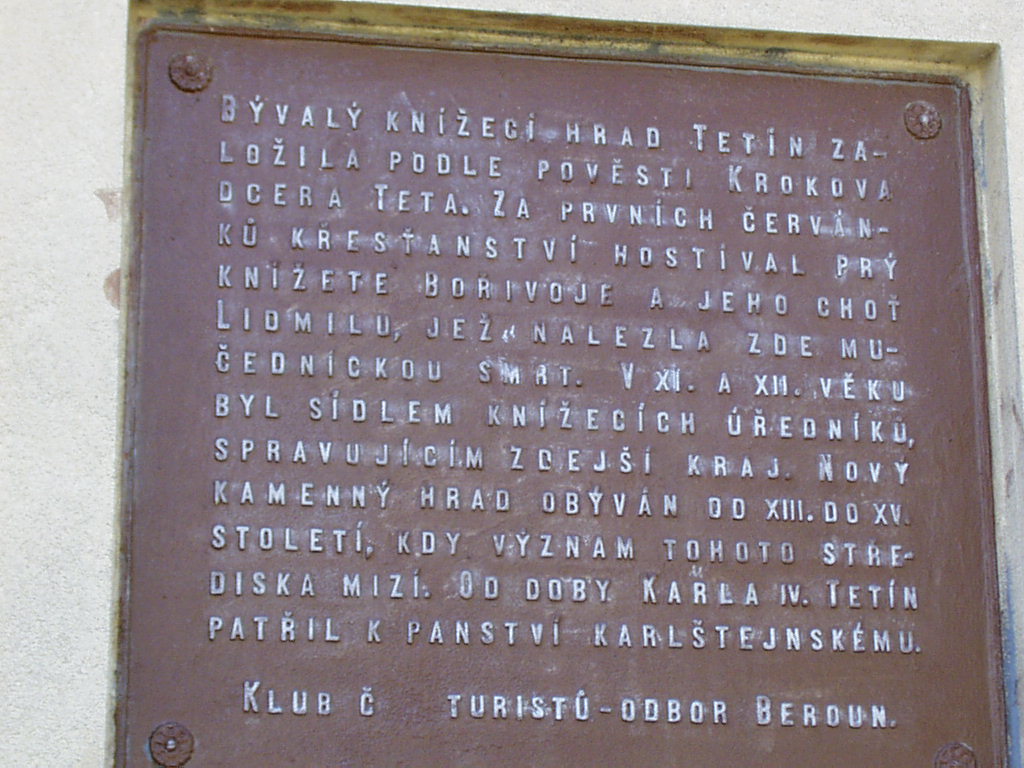 Bývalý knížecí hrad Tetín za-
ložila podle pověsti Krokova
dcera Teta. Za prvních červán-
ků křesťanství hostíval prý
knížete Bořivoje a jeho choť
Lidmilu, jež nalezla zde mu-
čednickou smrt. V XI. a XII. věku
byl sídlem knížecích úředníků,
spravujícím zdejší kraj. Nový
kamenný hrad obýván od XIII. do XV.
století, kdy význam tohoto stře-
diska mizí. Od doby Karla IV. Tetín
patřil k panství karlštejnskému.
Klub Č turistů-odbor Beroun.